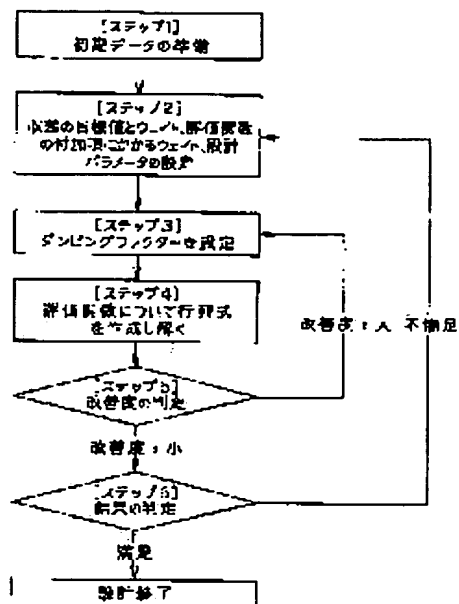 [ステップ1]
初期データの準備
[ステップ2]
収差の目標値とウェイト、評価関数
の付加項にかかるウェイト、設計
パラメータの設定
[ステップ3]
ダンピングファクターを設定
[ステップ4]
評価関数について行列式
を作成し解く
改善度:大 不満足
[ステップ5]
改善度の判定
改善度:小
[ステップ6]
結果の判定
満足
設計終了